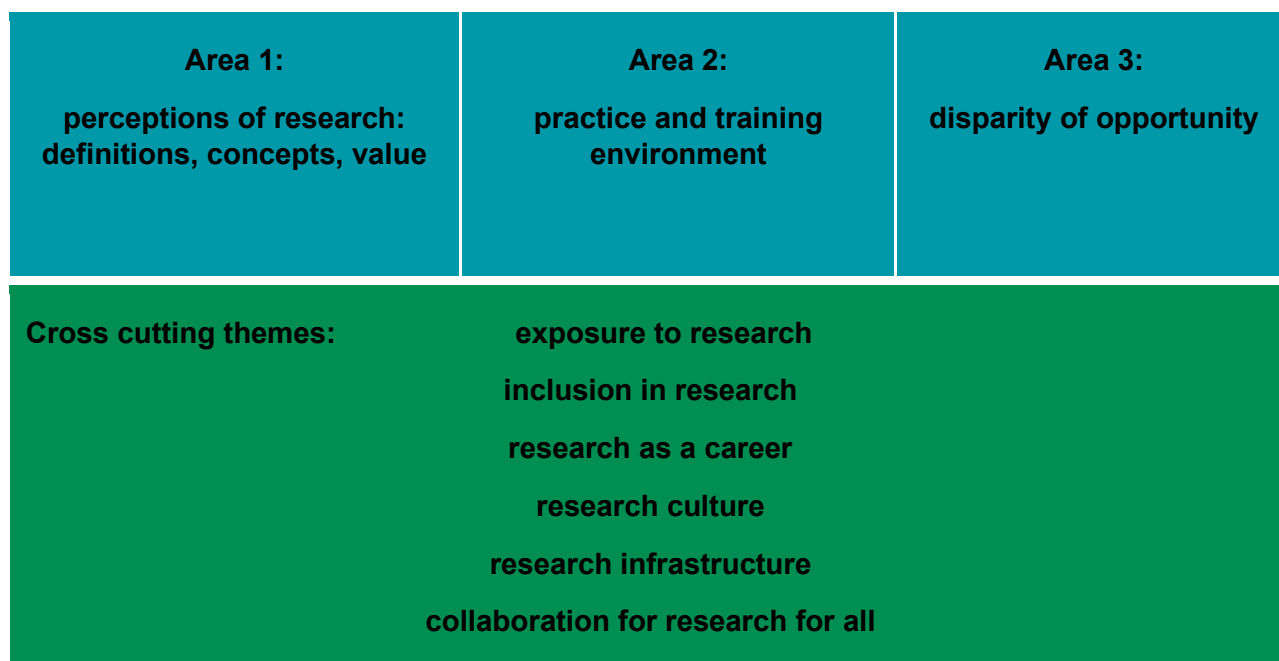 Area 1:
perceptions of research:
definitions, concepts, value
Area 2:
practice and training
environment
Area 3:
disparity of opportunity
Cross cutting themes: exposure to research
inclusion in research
research as a career
research culture
research infrastructure
collaboration for research for all